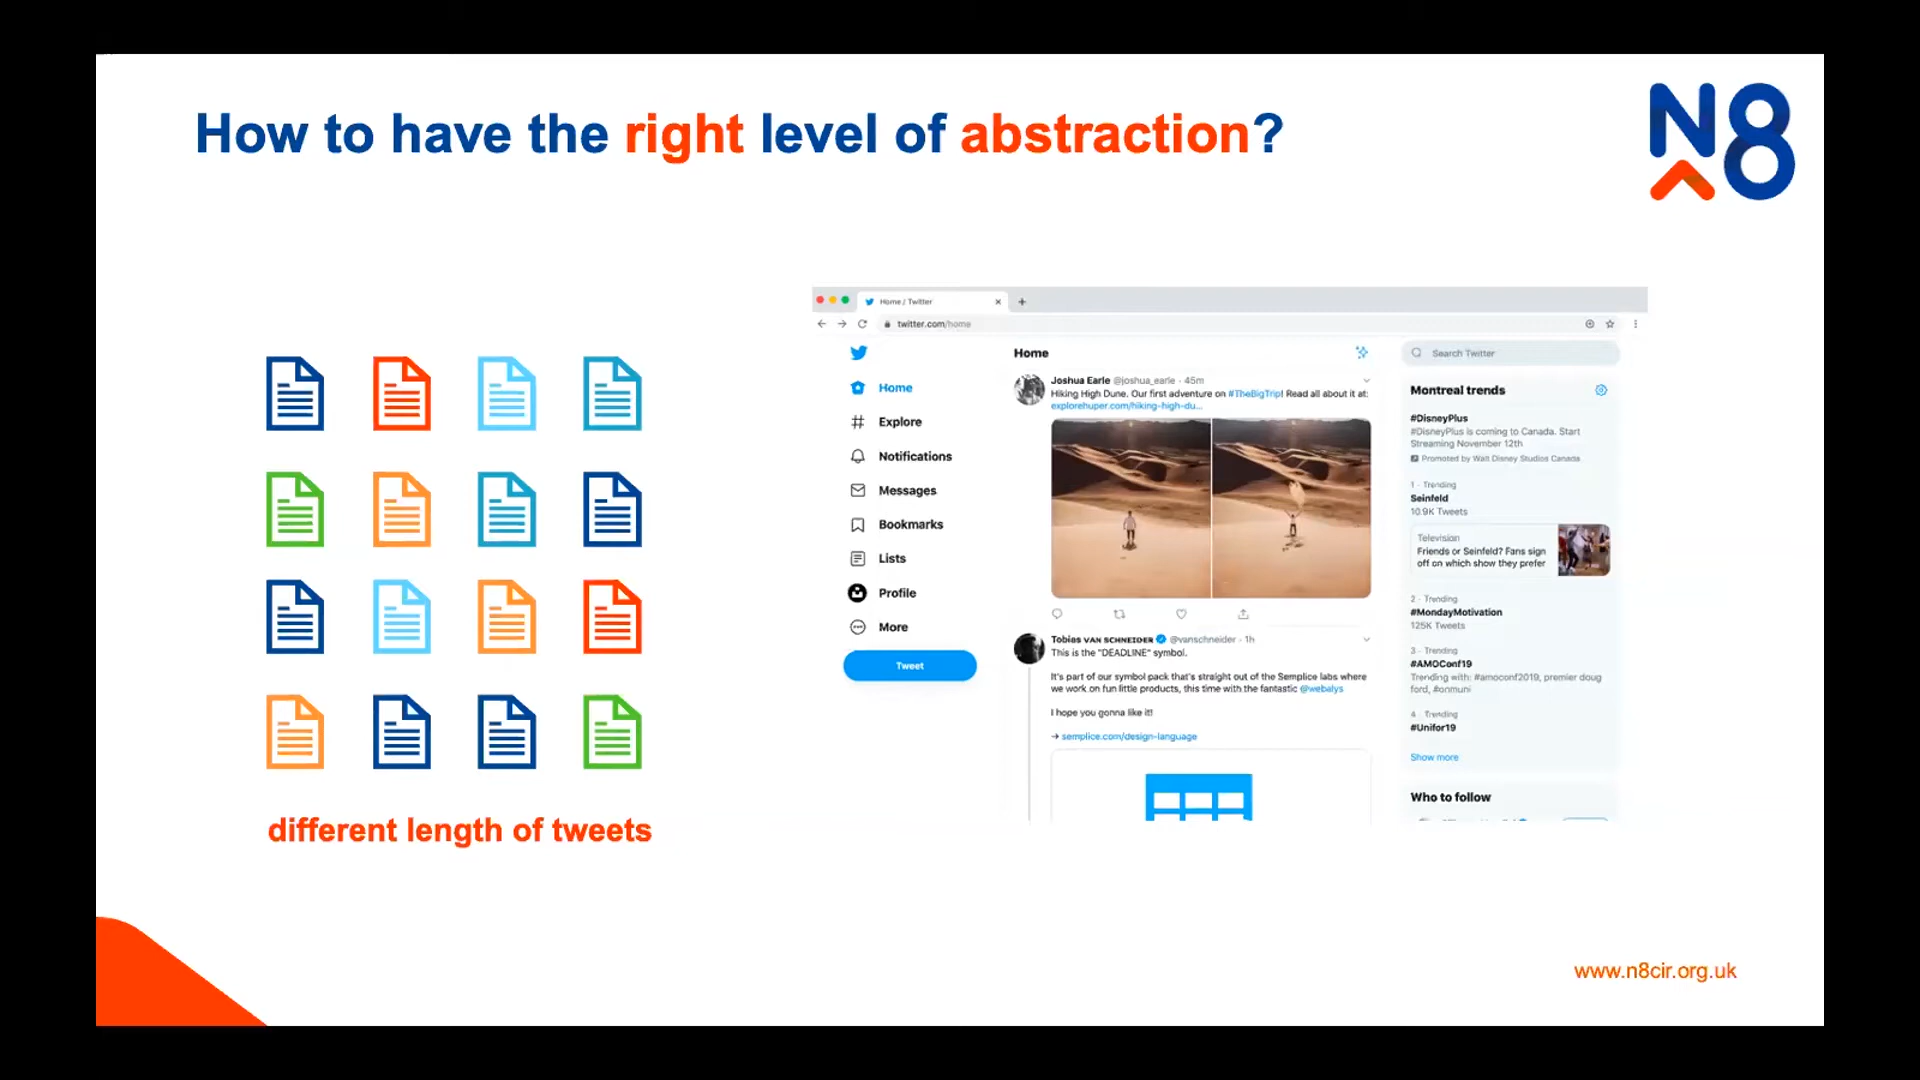 How to have the right level of abstraction?
N8
different length of tweets
Home / Twitter
twitter.com/home
Home
Explore
Notifications
Messages
Bookmarks
Lists
Profile
More
Tweet
Home
Joshua Earle @joshua_earle · 45m
Hiking High Dune. Our first adventure on #TheBigTrip! Read all about it at:
explorehuper.com/hiking-high-du...
Tobias VAN SCHNEIDER @vanschneider · 1h
This is the "DEADLINE" symbol.
It's part of our symbol pack that's straight out of the Semplice labs where
we work on fun little products, this time with the fantastic @webalys
I hope you gonna like it!
→ semplice.com/design-language
Search Twitter
Montreal trends
#DisneyPlus
#DisneyPlus is coming to Canada. Start
Streaming November 12th
Promoted by Walt Disney Studios Canada
1 · Trending
Seinfeld
10.9K Tweets
Television
Friends or Seinfeld? Fans sign
off on which show they prefer
2 · Trending
#MondayMotivation
125K Tweets
3 · Trending
#AMOConf19
Trending with: #amoconf2019, premier doug
ford, #onmuni
4 · Trending
#Unifor19
Show more
Who to follow
www.n8cir.org.uk